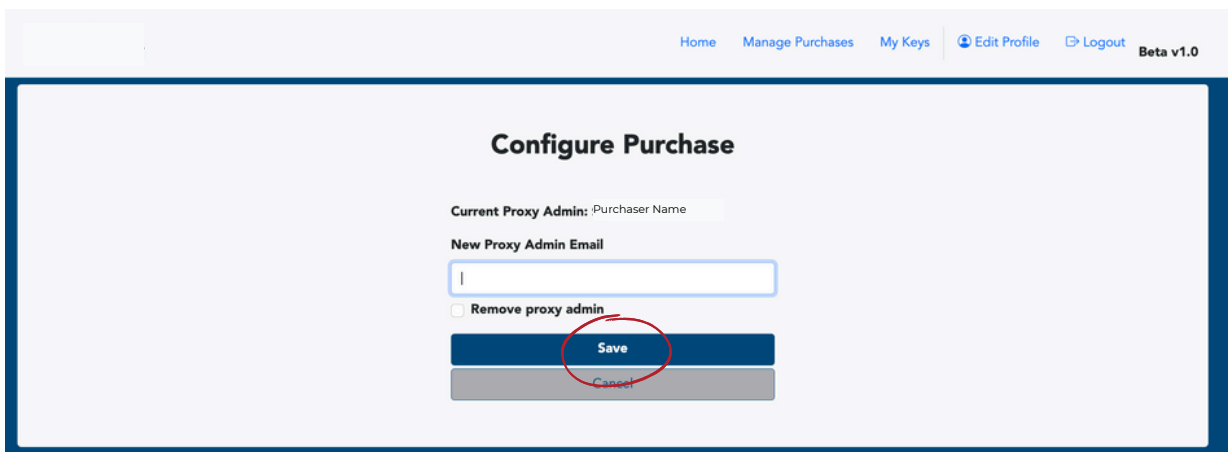 Home Manage Purchases My Keys Edit Profile Logout Beta v1.0
Configure Purchase
Current Proxy Admin: Purchaser Name
New Proxy Admin Email
Remove proxy admin
Save
Cancel